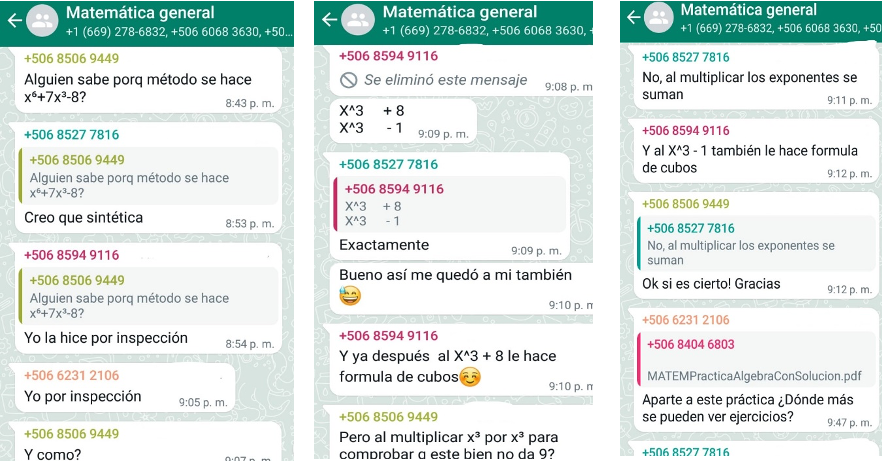 Matemática general
+1 (669) 278-6832, +506 6068 3630, +50...
+506 8506 9449
Alguien sabe porq método se hace
x⁶+7x³-8?
8:43 p. m.
+506 8527 7816
+506 8506 9449
Alguien sabe porq método se hace
x⁶+7x³-8?
Creo que sintética
8:53 p. m.
+506 8594 9116
+506 8506 9449
Alguien sabe porq método se hace
x⁶+7x³-8?
Yo la hice por inspección
8:54 p. m.
+506 6231 2106
Yo por inspección
9:05 p. m.
+506 8506 9449
Y como?
9:07 p. m.
Matemática general
+1 (669) 278-6832, +506 6068 3630, +
+506 8594 9116
Se eliminó este mensaje
9:08 p. m
X^3 + 8
X^3 - 1
9:09 p. m.
+506 8527 7816
+506 8594 9116
X^3 + 8
X^3 - 1
Exactamente
9:09 p. m.
Bueno así me quedó a mi también
😅
9:10 p. m
+506 8594 9116
Y ya después al X^3 + 8 le hace
formula de cubos☺️
9:10 p. m
+506 8506 9449
Pero al multiplicar x³ por x³ para
comprobar q este bien no da 9?
Matemática general
+1 (669) 278-6832, +506 6068 3630, +50
+506 8527 7816
No, al multiplicar los exponentes se
suman
9:11 p. m.
+506 8594 9116
Y al X^3 - 1 también le hace formula
de cubos
9:12 p. m.
+506 8506 9449
+506 8527 7816
No, al multiplicar los exponentes se
suman
Ok si es cierto! Gracias
9:12 p. m.
+506 6231 2106
+506 8404 6803
MATEMPracticaAlgebraConSolucion.pdf
Aparte a este práctica ¿Dónde más
se pueden ver ejercicios?
9:47 p. m.
+506 8527 7816